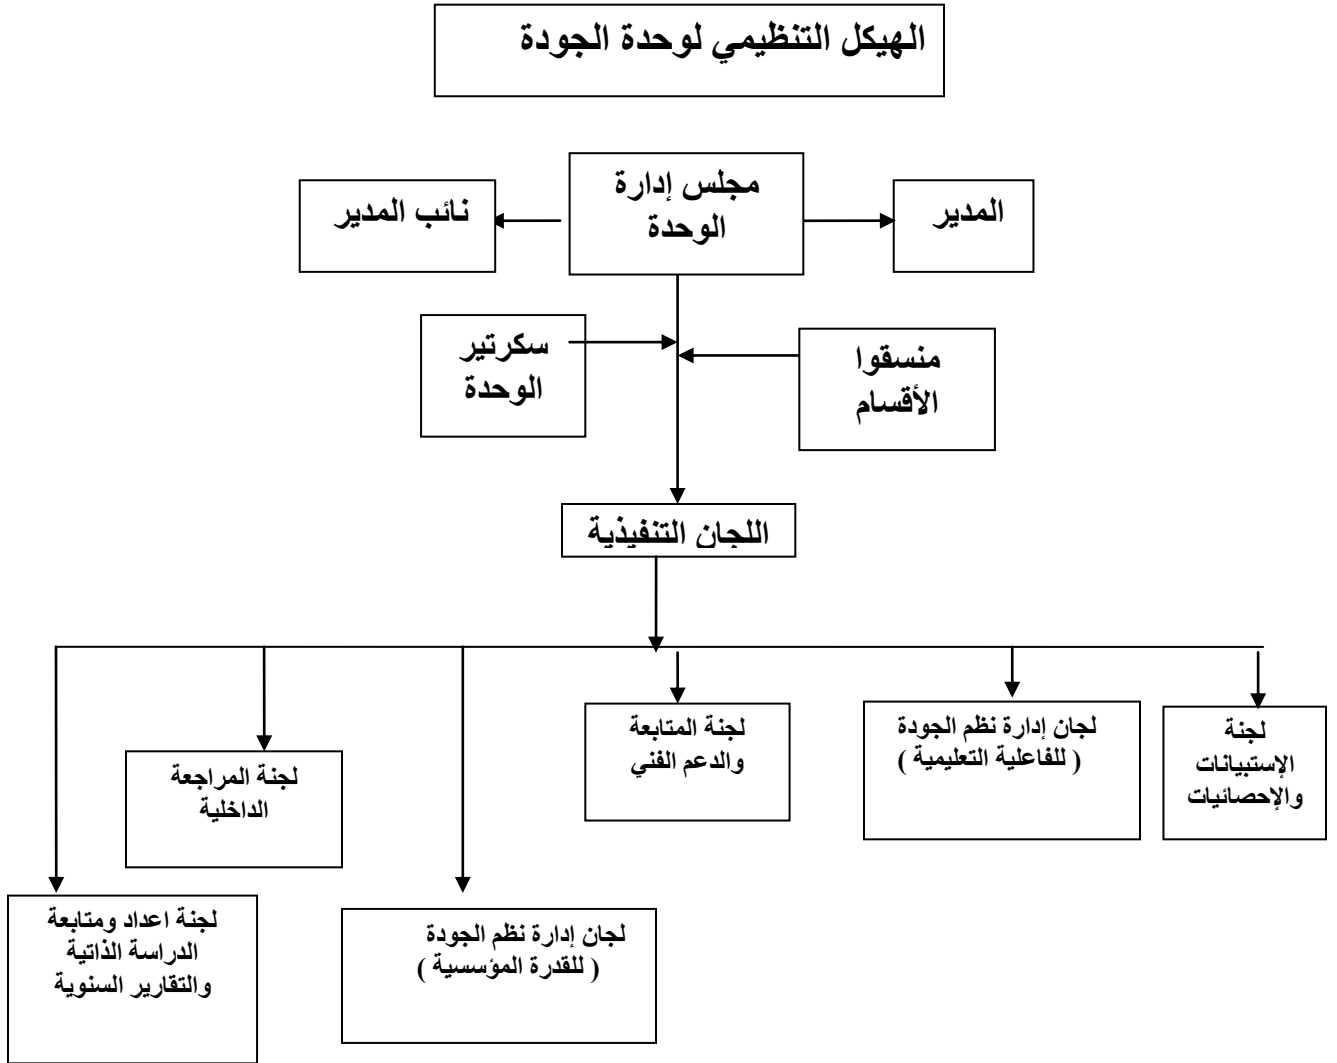 الهيكل التنظيمي لوحدة الجودة
المدير
مجلس إدارة
الوحدة
نائب المدير
منسقوا
الأقسام
سكرتير
الوحدة
اللجان التنفيذية
لجنة
الإستبيانات
والإحصائيات
لجان إدارة نظم الجودة
( للفاعلية التعليمية )
لجنة المتابعة
والدعم الفني
لجان إدارة نظم الجودة
( للقدرة المؤسسية )
لجنة المراجعة
الداخلية
لجنة اعداد ومتابعة
الدراسة الذاتية
والتقارير السنوية